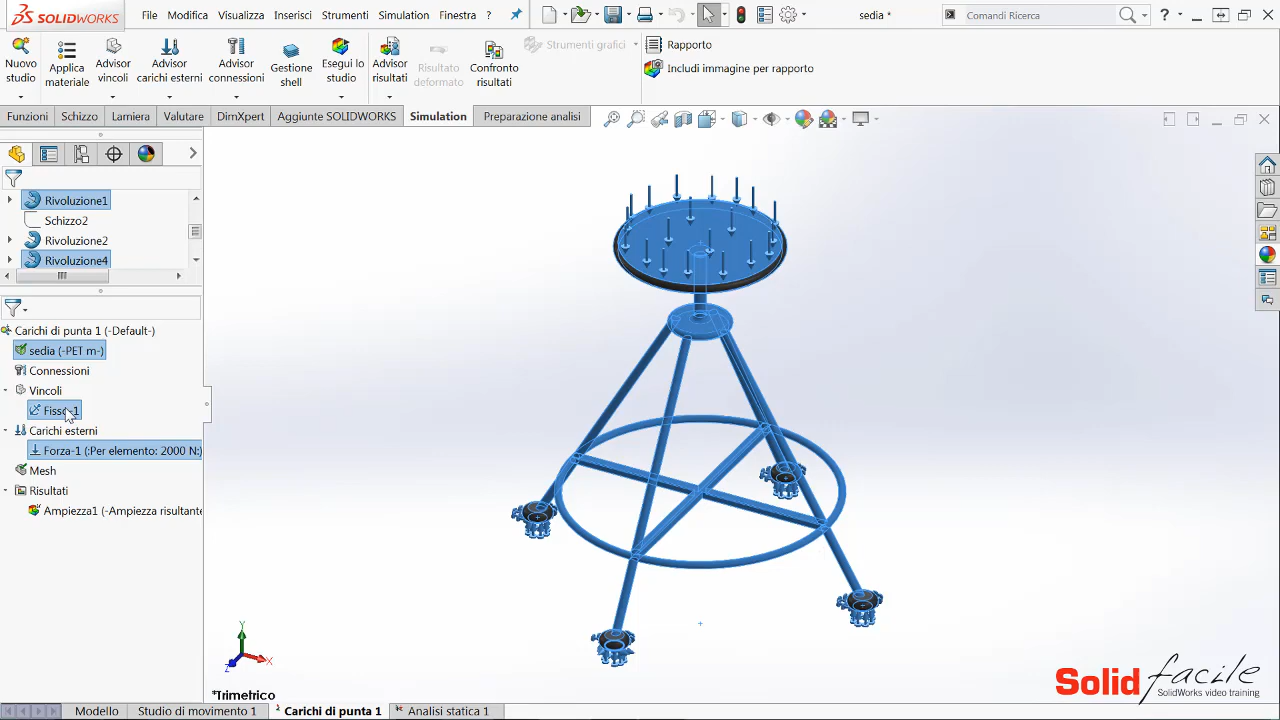 SOLIDWORKS
File
Modifica
Visualizza
Inserisci
Strumenti
Simulation
Finestra
sedia *
Comandi Ricerca
Nuovo studio
Applica materiale
Advisor vincoli
Advisor carichi esterni
Advisor connessioni
Gestione shell
Esegui lo studio
Advisor risultati
Risultato deformato
Confronto risultati
Strumenti grafici
Rapporto
Includi immagine per rapporto
Funzioni
Schizzo
Lamiera
Valutare
DimXpert
Aggiunte SOLIDWORKS
Simulation
Preparazione analisi
Rivoluzione1
Schizzo2
Rivoluzione2
Rivoluzione4
Carichi di punta 1 (-Default-)
sedia (-PET m-)
Connessioni
Vincoli
Fisso-1
Carichi esterni
Forza-1 (:Per elemento: 2000 N:)
Mesh
Risultati
Ampiezza1 (-Ampiezza risultante
Y
X
Z
*Trimetrico
Solid facile
SolidWorks video training
Modello
Studio di movimento 1
Carichi di punta 1
Analisi statica 1